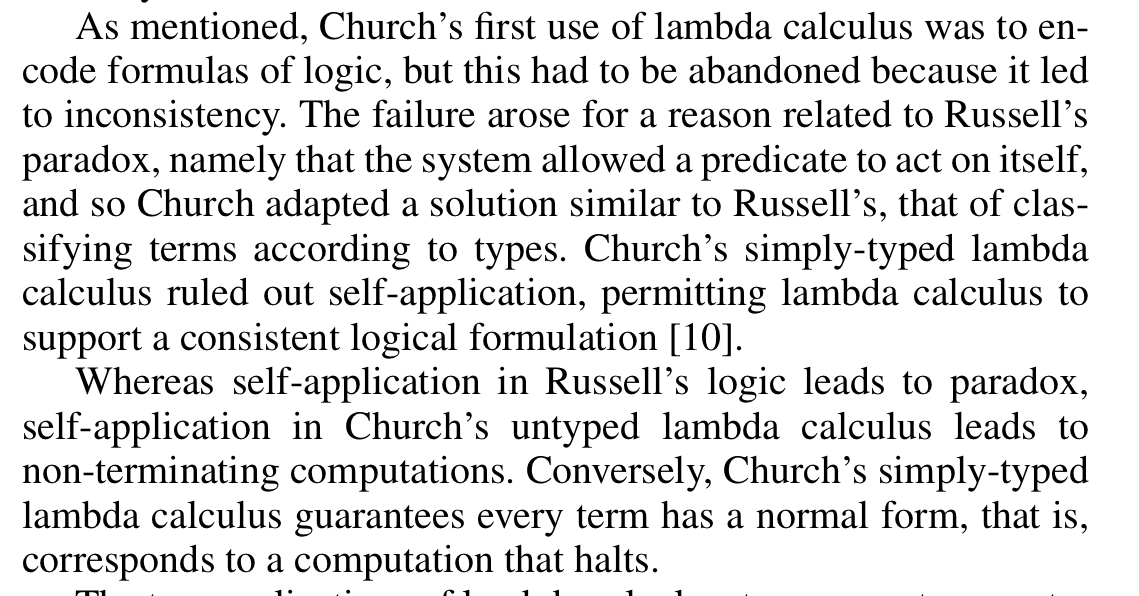 As mentioned, Church's first use of lambda calculus was to en-
code formulas of logic, but this had to be abandoned because it led
to inconsistency. The failure arose for a reason related to Russell's
paradox, namely that the system allowed a predicate to act on itself,
and so Church adapted a solution similar to Russell's, that of clas-
sifying terms according to types. Church's simply-typed lambda
calculus ruled out self-application, permitting lambda calculus to
support a consistent logical formulation [10].
Whereas self-application in Russell's logic leads to paradox,
self-application in Church's untyped lambda calculus leads to
non-terminating computations. Conversely, Church's simply-typed
lambda calculus guarantees every term has a normal form, that is,
corresponds to a computation that halts.